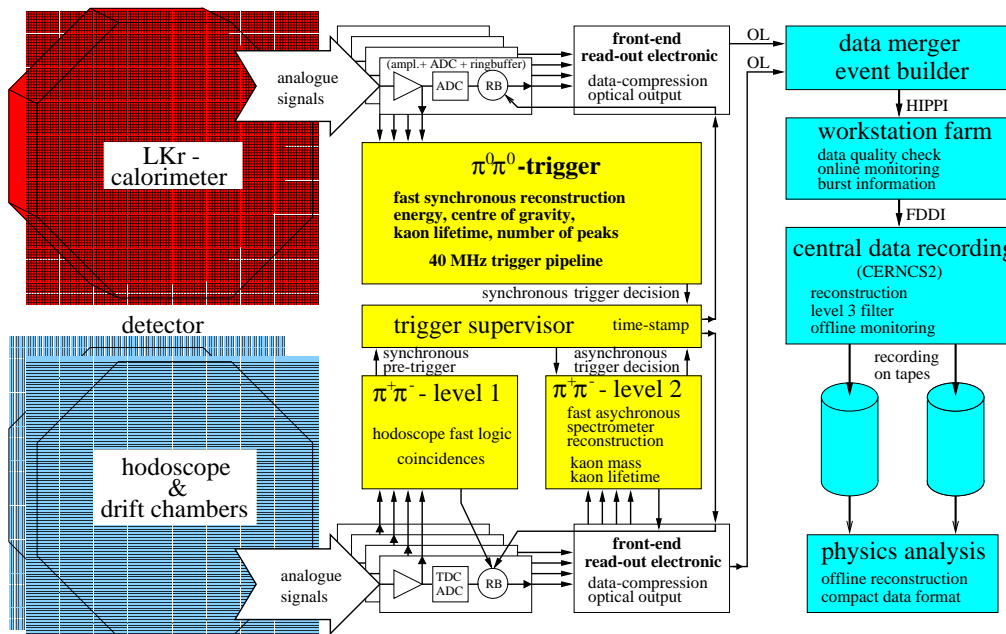 LKr -
calorimeter
analogue
signals
(ampl.+ ADC + ringbuffer)
ADC
RB
front-end
read-out electronic
data-compression
optical output
OL
OL
data merger
event builder
HIPPI
workstation farm
data quality check
online monitoring
burst information
FDDI
central data recording
(CERNCS2)
reconstruction
level 3 filter
offline monitoring
recording
on tapes
physics analysis
offline reconstruction
compact data format
π⁰π⁰-trigger
fast synchronous reconstruction
energy, centre of gravity,
kaon lifetime, number of peaks
40 MHz trigger pipeline
synchronous trigger decision
trigger supervisor
time-stamp
synchronous
pre-trigger
asynchronous
trigger decision
π⁺π⁻- level 1
hodoscope fast logic
coincidences
π⁺π⁻- level 2
fast asychronous
spectrometer
reconstruction
kaon mass
kaon lifetime
detector
hodoscope
&
drift chambers
analogue
signals
TDC
ADC
RB
front-end
read-out electronic
data-compression
optical output